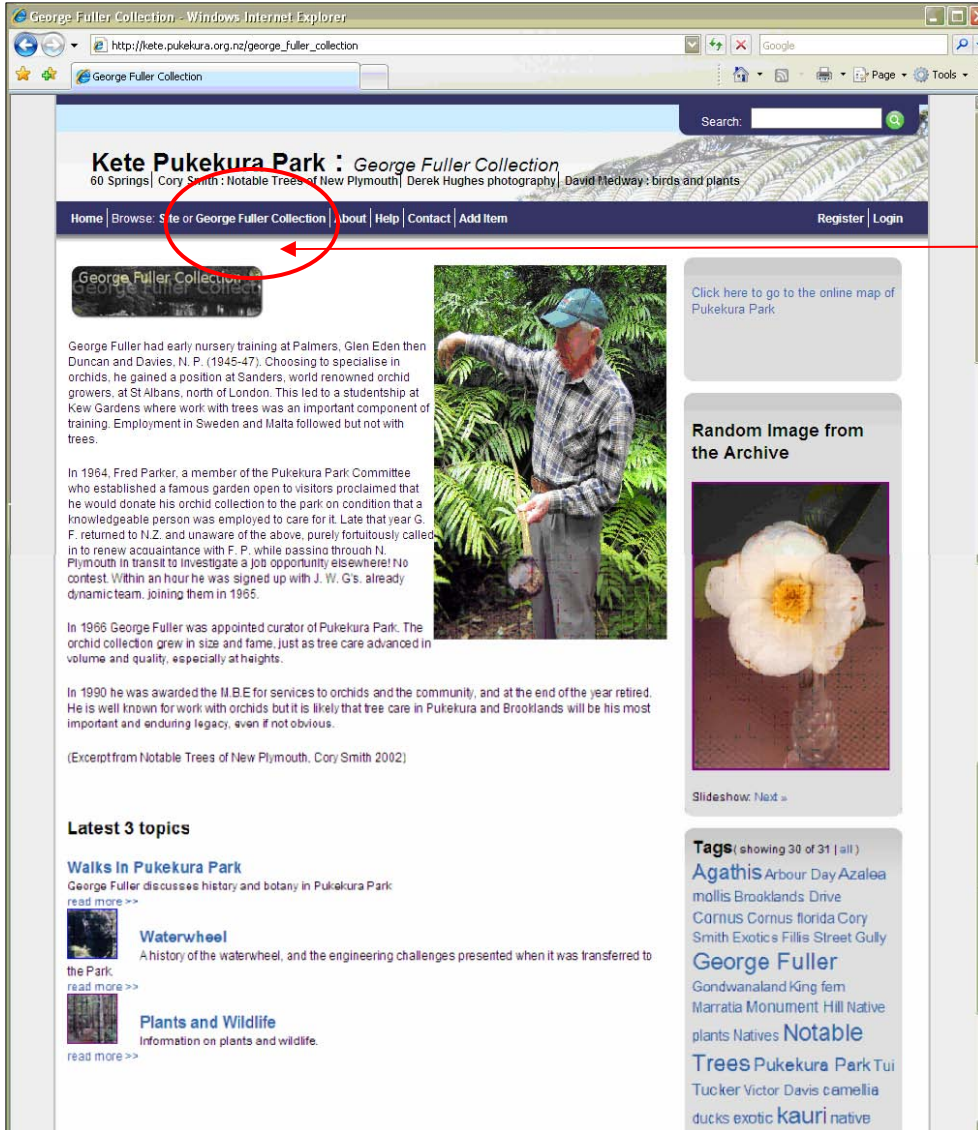 George Fuller Collection - Windows Internet Explorer
http://kete.pukekura.org.nz/george_fuller_collection
Google
George Fuller Collection
Page
Tools
Search:
Kete Pukekura Park : George Fuller Collection
60 Springs| Cory Smith : Notable Trees of New Plymouth| Derek Hughes photography| David Medway : birds and plants
Home | Browse: Site or George Fuller Collection | About | Help | Contact | Add Item
Register | Login
George Fuller Collection
George Fuller had early nursery training at Palmers, Glen Eden then
Duncan and Davies, N. P. (1945-47). Choosing to specialise in
orchids, he gained a position at Sanders, world renowned orchid
growers, at St Albans, north of London. This led to a studentship at
Kew Gardens where work with trees was an important component of
training. Employment in Sweden and Malta followed but not with
trees.
In 1964, Fred Parker, a member of the Pukekura Park Committee
who established a famous garden open to visitors proclaimed that
he would donate his orchid collection to the park on condition that a
knowledgeable person was employed to care for it. Late that year G.
F. returned to N.Z. and unaware of the above, purely fortuitously called
in to renew acquaintance with F. P. while passing through N.
Plymouth in transit to investigate a job opportunity elsewhere! No
contest. Within an hour he was signed up with J. W. G's. already
dynamic team, joining them in 1965.
In 1966 George Fuller was appointed curator of Pukekura Park. The
orchid collection grew in size and fame, just as tree care advanced in
volume and quality, especially at heights.
In 1990 he was awarded the M.B.E for services to orchids and the community, and at the end of the year retired.
He is well known for work with orchids but it is likely that tree care in Pukekura and Brooklands will be his most
important and enduring legacy, even if not obvious.
(Excerpt from Notable Trees of New Plymouth, Cory Smith 2002)
Latest 3 topics
Walks in Pukekura Park
George Fuller discusses history and botany in Pukekura Park
read more >>
Waterwheel
A history of the waterwheel, and the engineering challenges presented when it was transferred to
the Park.
read more >>
Plants and Wildlife
Information on plants and wildlife.
read more >>
Click here to go to the online map of
Pukekura Park
Random Image from
the Archive
Slideshow: Next »
Tags ( showing 30 of 31 | all )
Agathis Arbour Day Azalea
mollis Brooklands Drive
Cornus Cornus florida Cory
Smith Exotics Fillis Street Gully
George Fuller
Gondwanaland King fern
Marratia Monument Hill Native
plants Natives Notable
Trees Pukekura Park Tui
Tucker Victor Davis camellia
ducks exotic kauri native